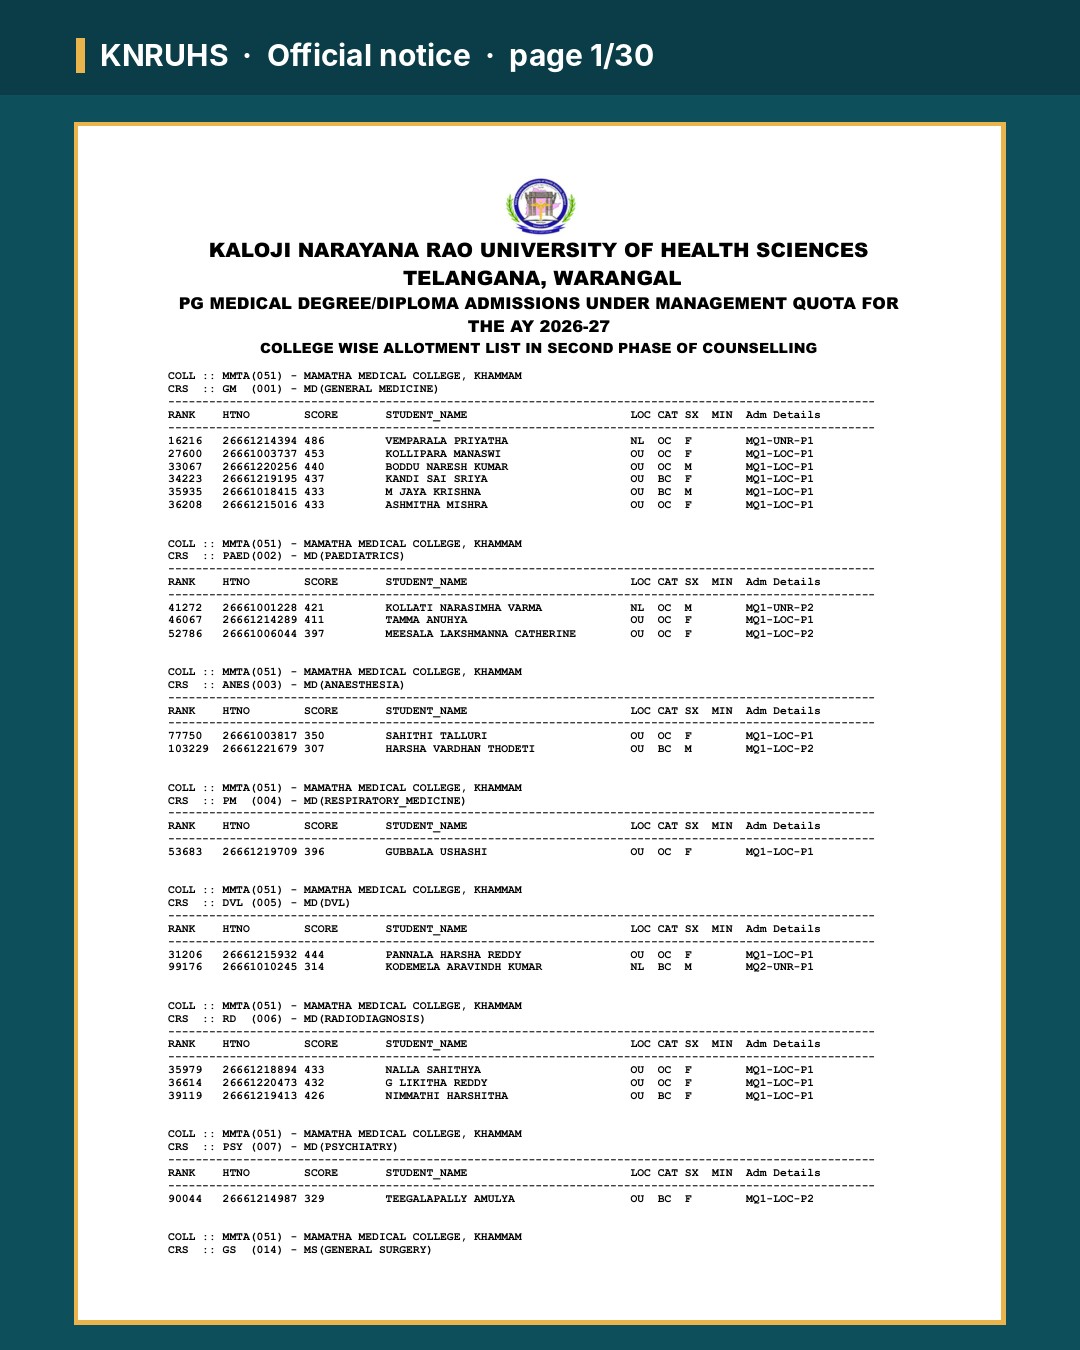 KNRUHS · Official notice · page 1/30
KALOJI NARAYANA RAO UNIVERSITY OF HEALTH SCIENCES
TELANGANA, WARANGAL
PG MEDICAL DEGREE/DIPLOMA ADMISSIONS UNDER MANAGEMENT QUOTA FOR
THE AY 2026-27
COLLEGE WISE ALLOTMENT LIST IN SECOND PHASE OF COUNSELLING
COLL :: MMTA(051) - MAMATHA MEDICAL COLLEGE, KHAMMAM
CRS :: GM (001) - MD(GENERAL MEDICINE)
RANK HTNO SCORE STUDENT_NAME LOC CAT SX MIN Adm Details
16216 26661214394 486 VEMPARALA PRIYATHA NL OC F MQ1-UNR-P1
27600 26661003737 453 KOLLIPARA MANASWI OU OC F MQ1-LOC-P1
33067 26661220256 440 BODDU NARESH KUMAR OU OC M MQ1-LOC-P1
34223 26661219195 437 KANDI SAI SRIYA OU BC F MQ1-LOC-P1
35935 26661018415 433 M JAYA KRISHNA OU BC M MQ1-LOC-P1
36208 26661215016 433 ASHMITHA MISHRA OU OC F MQ1-LOC-P1
COLL :: MMTA(051) - MAMATHA MEDICAL COLLEGE, KHAMMAM
CRS :: PAED(002) - MD(PAEDIATRICS)
RANK HTNO SCORE STUDENT_NAME LOC CAT SX MIN Adm Details
41272 26661001228 421 KOLLATI NARASIMHA VARMA NL OC M MQ1-UNR-P2
46067 26661214289 411 TAMMA ANUHYA OU OC F MQ1-LOC-P1
52786 26661006044 397 MEESALA LAKSHMANNA CATHERINE OU OC F MQ1-LOC-P2
COLL :: MMTA(051) - MAMATHA MEDICAL COLLEGE, KHAMMAM
CRS :: ANES(003) - MD(ANAESTHESIA)
RANK HTNO SCORE STUDENT_NAME LOC CAT SX MIN Adm Details
77750 26661003817 350 SAHITHI TALLURI OU OC F MQ1-LOC-P1
103229 26661221679 307 HARSHA VARDHAN THODETI OU BC M MQ1-LOC-P2
COLL :: MMTA(051) - MAMATHA MEDICAL COLLEGE, KHAMMAM
CRS :: PM (004) - MD(RESPIRATORY_MEDICINE)
RANK HTNO SCORE STUDENT_NAME LOC CAT SX MIN Adm Details
53683 26661219709 396 GUBBALA USHASHI OU OC F MQ1-LOC-P1
COLL :: MMTA(051) - MAMATHA MEDICAL COLLEGE, KHAMMAM
CRS :: DVL (005) - MD(DVL)
RANK HTNO SCORE STUDENT_NAME LOC CAT SX MIN Adm Details
31206 26661215932 444 PANNALA HARSHA REDDY OU OC F MQ1-LOC-P1
99176 26661010245 314 KODEMELA ARAVINDH KUMAR NL BC M MQ2-UNR-P1
COLL :: MMTA(051) - MAMATHA MEDICAL COLLEGE, KHAMMAM
CRS :: RD (006) - MD(RADIODIAGNOSIS)
RANK HTNO SCORE STUDENT_NAME LOC CAT SX MIN Adm Details
35979 26661218894 433 NALLA SAHITHYA OU OC F MQ1-LOC-P1
36614 26661220473 432 G LIKITHA REDDY OU OC F MQ1-LOC-P1
39119 26661219413 426 NIMMATHI HARSHITHA OU BC F MQ1-LOC-P1
COLL :: MMTA(051) - MAMATHA MEDICAL COLLEGE, KHAMMAM
CRS :: PSY (007) - MD(PSYCHIATRY)
RANK HTNO SCORE STUDENT_NAME LOC CAT SX MIN Adm Details
90044 26661214987 329 TEEGALAPALLY AMULYA OU BC F MQ1-LOC-P2
COLL :: MMTA(051) - MAMATHA MEDICAL COLLEGE, KHAMMAM
CRS :: GS (014) - MS(GENERAL SURGERY)